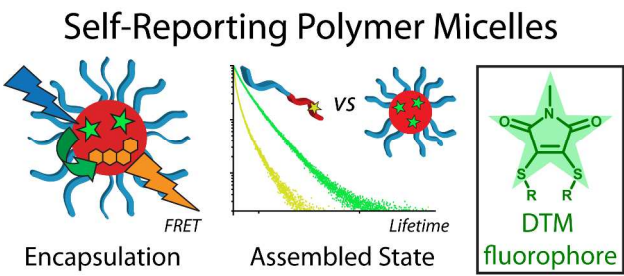 Self-Reporting Polymer Micelles
FRET
Encapsulation
vs
Lifetime
Assembled State
N
O
O
S
S
R
R
DTM
fluorophore